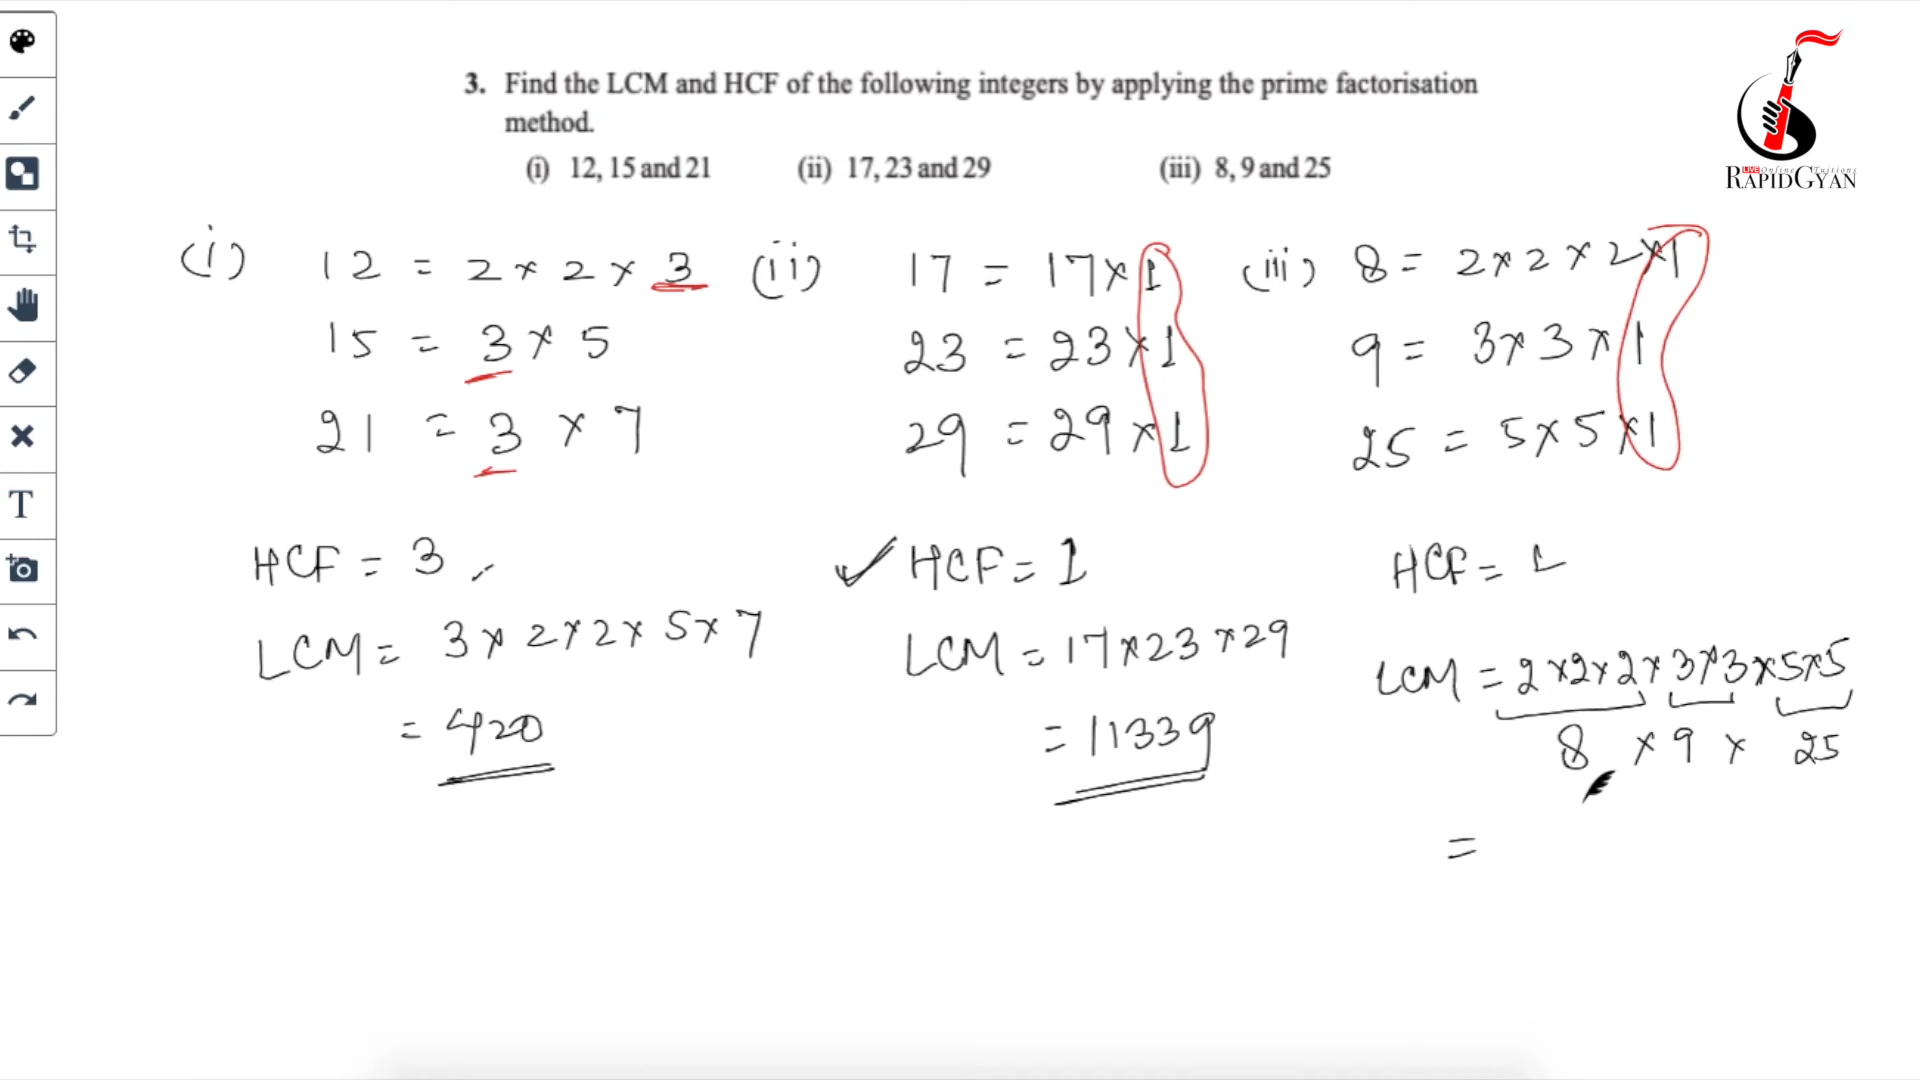 3. Find the LCM and HCF of the following integers by applying the prime factorisation
method.
(i) 12, 15 and 21 (ii) 17, 23 and 29 (iii) 8, 9 and 25
LIVE Online Tuitions
RAPIDGYAN
(i) 12 = 2 × 2 × 3
15 = 3 × 5
21 = 3 × 7
HCF = 3
LCM = 3 × 2 × 2 × 5 × 7
= 420
(ii) 17 = 17 × 1
23 = 23 × 1
29 = 29 × 1
✓ HCF = 1
LCM = 17 × 23 × 29
= 11339
(iii) 8 = 2 × 2 × 2 × 1
9 = 3 × 3 × 1
25 = 5 × 5 × 1
HCF = 1
LCM = 2 × 2 × 2 × 3 × 3 × 5 × 5
8 × 9 × 25
=
T